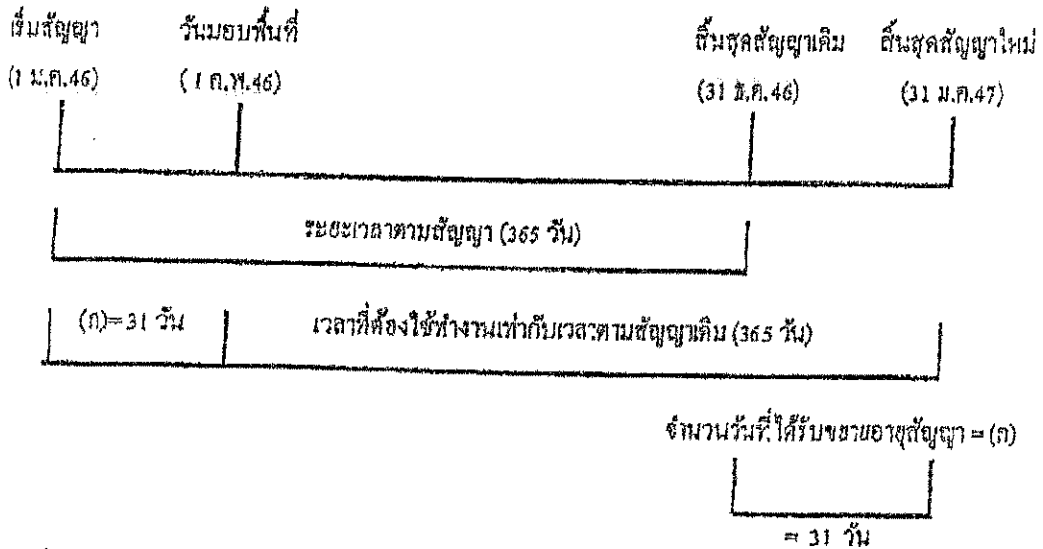 เริ่มสัญญา วันมอบพื้นที่ สิ้นสุดสัญญาเดิม สิ้นสุดสัญญาใหม่
(1 ม.ค.46) (1 ก.พ.46) (31 ธ.ค.46) (31 ม.ค.47)
ระยะเวลาตามสัญญา (365 วัน)
(ก)=31 วัน เวลาที่ต้องใช้ทำงานเท่ากับเวลาตามสัญญาเดิม (365 วัน)
จำนวนวันที่ได้รับขยายอายุสัญญา = (ก)
= 31 วัน